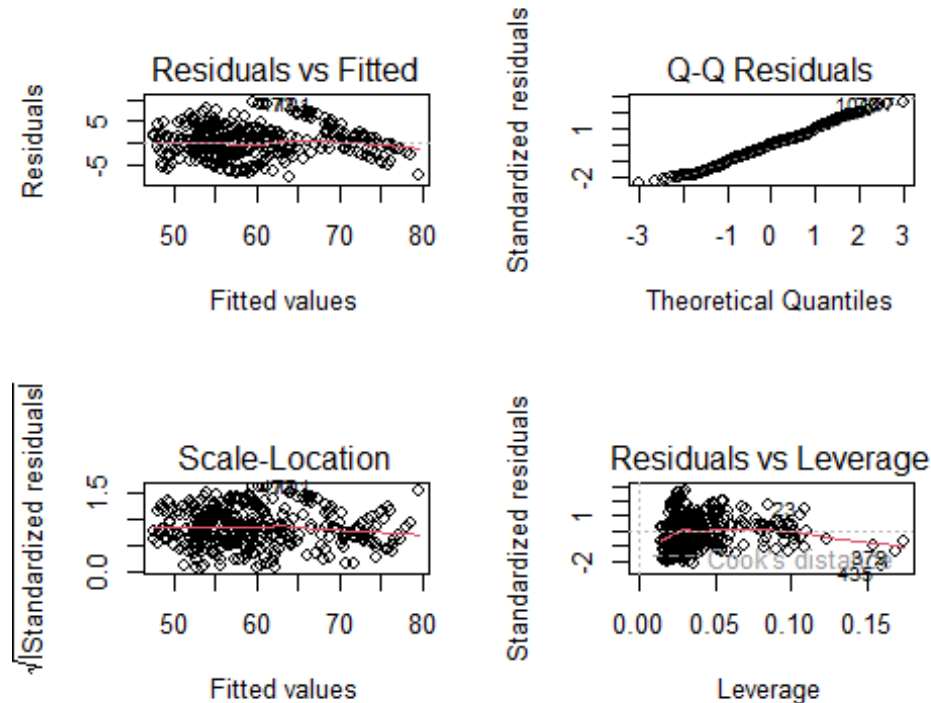 Residuals vs Fitted
Residuals
5
-5
50 60 70 80
Fitted values
Q-Q Residuals
Standardized residuals
1
-2
-3 -1 0 1 2 3
Theoretical Quantiles
Scale-Location
√|Standardized residuals|
1.5
0.0
50 60 70 80
Fitted values
Residuals vs Leverage
Standardized residuals
1
-2
23
Cook's distance
379
435
0.00 0.05 0.10 0.15
Leverage